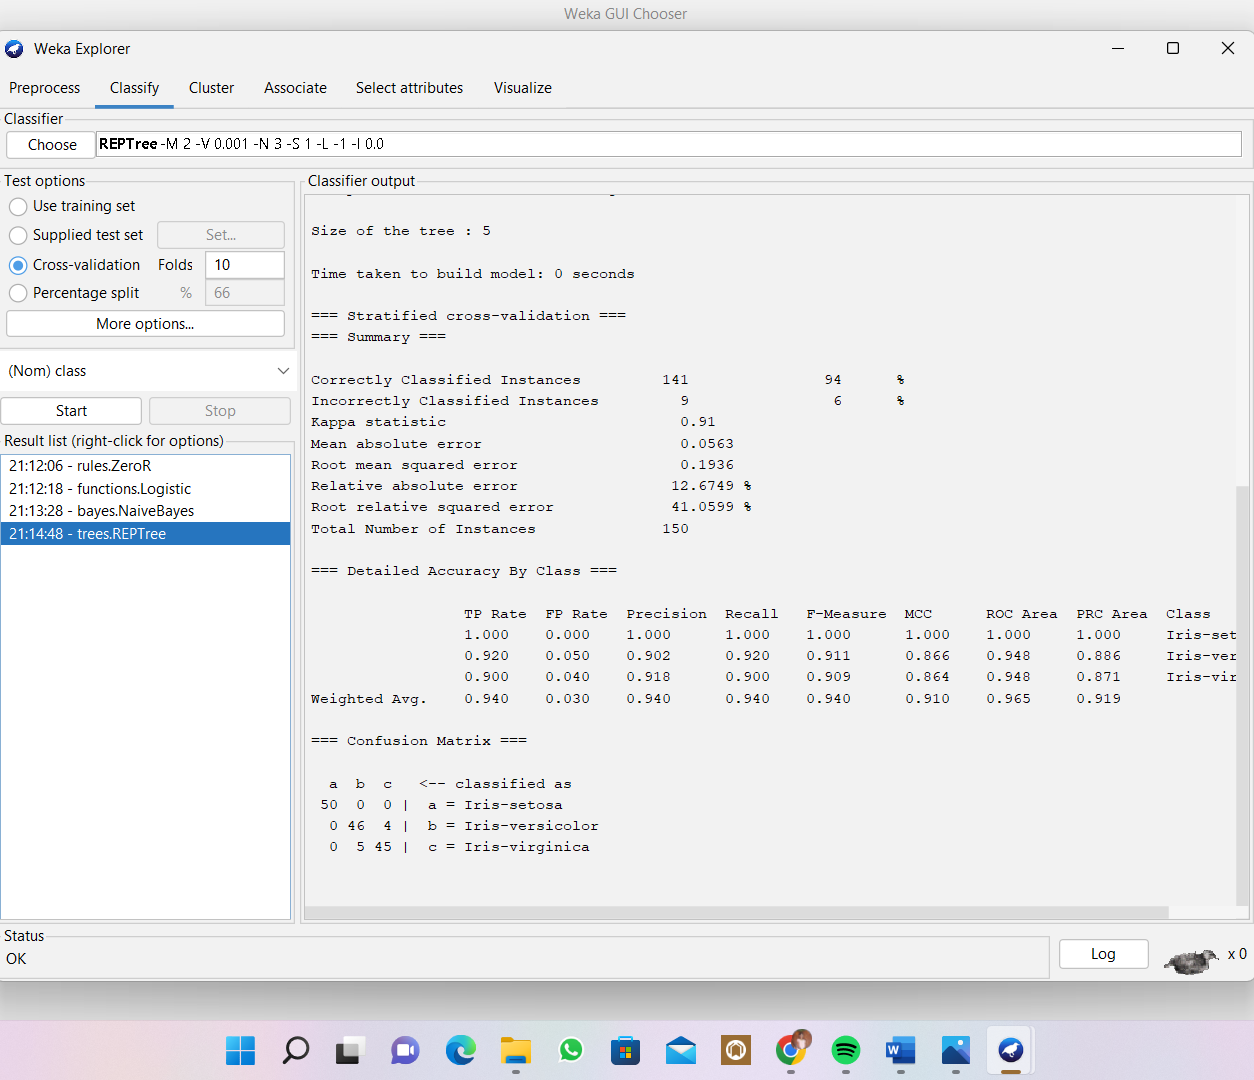 Weka GUI Chooser
Weka Explorer
Preprocess Classify Cluster Associate Select attributes Visualize
Classifier
Choose REPTree -M 2 -V 0.001 -N 3 -S 1 -L -1 -I 0.0
Test options
Use training set
Supplied test set Set...
Cross-validation Folds 10
Percentage split % 66
More options...
(Nom) class
Start Stop
Result list (right-click for options)
21:12:06 - rules.ZeroR
21:12:18 - functions.Logistic
21:13:28 - bayes.NaiveBayes
21:14:48 - trees.REPTree
Classifier output
Size of the tree : 5
Time taken to build model: 0 seconds
=== Stratified cross-validation ===
=== Summary ===
Correctly Classified Instances 141 94 %
Incorrectly Classified Instances 9 6 %
Kappa statistic 0.91
Mean absolute error 0.0563
Root mean squared error 0.1936
Relative absolute error 12.6749 %
Root relative squared error 41.0599 %
Total Number of Instances 150
=== Detailed Accuracy By Class ===
TP Rate FP Rate Precision Recall F-Measure MCC ROC Area PRC Area Class
1.000 0.000 1.000 1.000 1.000 1.000 1.000 1.000 Iris-set
0.920 0.050 0.902 0.920 0.911 0.866 0.948 0.886 Iris-ver
0.900 0.040 0.918 0.900 0.909 0.864 0.948 0.871 Iris-vir
Weighted Avg. 0.940 0.030 0.940 0.940 0.940 0.910 0.965 0.919
=== Confusion Matrix ===
a b c <-- classified as
50 0 0 | a = Iris-setosa
0 46 4 | b = Iris-versicolor
0 5 45 | c = Iris-virginica
Status
OK
Log
x 0